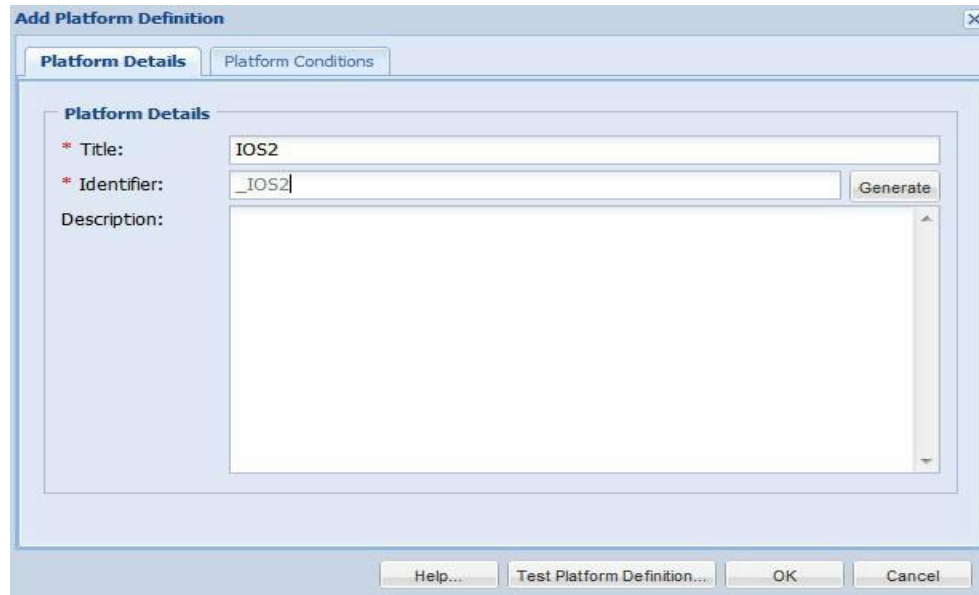 Add Platform Definition
Platform Details
Platform Conditions
Platform Details
* Title:
IOS2
* Identifier:
_IOS2
Generate
Description:
Help...
Test Platform Definition...
OK
Cancel